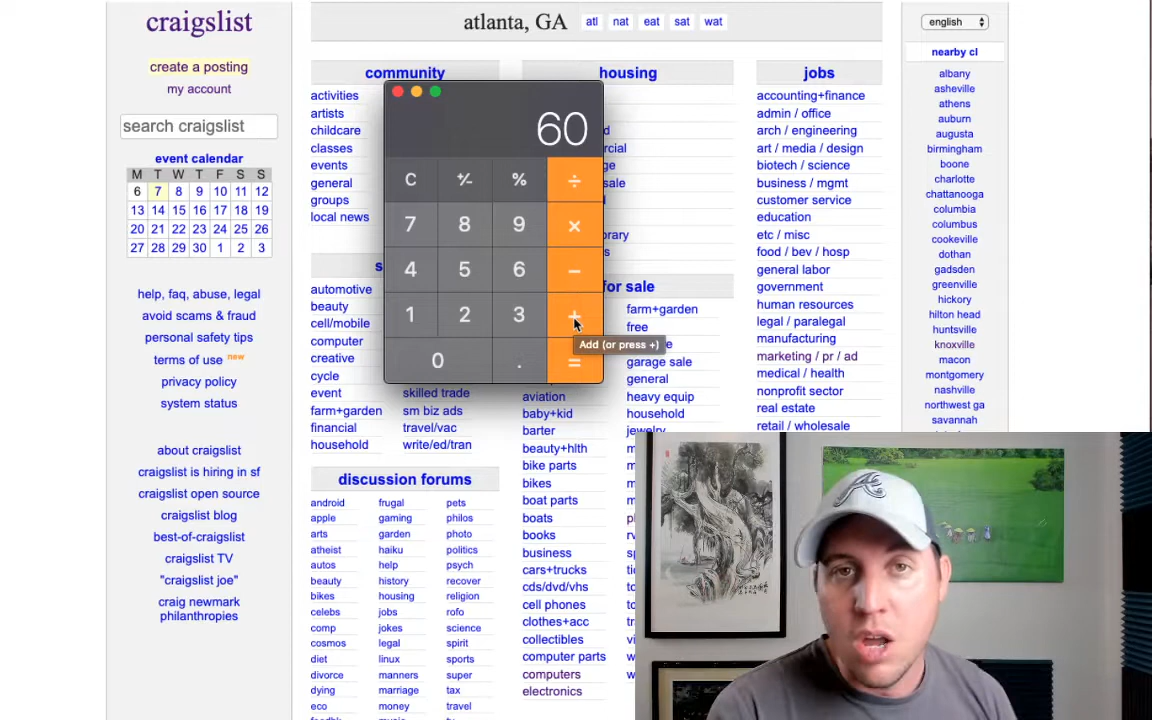 craigslist
create a posting
my account
search craigslist
event calendar
M T W T F S S
6 7 8 9 10 11 12
13 14 15 16 17 18 19
20 21 22 23 24 25 26
27 28 29 30 1 2 3
help, faq, abuse, legal
avoid scams & fraud
personal safety tips
terms of use new
privacy policy
system status
about craigslist
craigslist is hiring in sf
craigslist open source
craigslist blog
best-of-craigslist
craigslist TV
"craigslist joe"
craig newmark
philanthropies
atlanta, GA atl nat eat sat wat
community
activities
artists
childcare
classes
events
general
groups
local news
automotive
beauty
cell/mobile
computer
creative
cycle
event
farm+garden
financial
household
skilled trade
sm biz ads
travel/vac
write/ed/tran
discussion forums
android frugal pets
apple gaming philos
arts garden photo
atheist haiku politics
autos help psych
beauty history recover
bikes housing religion
celebs jobs rofo
comp jokes science
cosmos legal spirit
diet linux sports
divorce manners super
dying marriage tax
eco money travel
60
C +/- % ÷
7 8 9 ×
4 5 6 −
1 2 3 +
0 . =
Add (or press +)
housing
for sale
aviation
baby+kid
barter
beauty+hlth
bike parts
bikes
boat parts
boats
books
business
cars+trucks
cds/dvd/vhs
cell phones
clothes+acc
collectibles
computer parts
computers
electronics
farm+garden
free
garage sale
general
heavy equip
household
jewelry
jobs
accounting+finance
admin / office
arch / engineering
art / media / design
biotech / science
business / mgmt
customer service
education
etc / misc
food / bev / hosp
general labor
government
human resources
legal / paralegal
manufacturing
marketing / pr / ad
medical / health
nonprofit sector
real estate
retail / wholesale
english
nearby cl
albany
asheville
athens
auburn
augusta
birmingham
boone
charlotte
chattanooga
columbia
columbus
cookeville
dothan
gadsden
greenville
hickory
hilton head
huntsville
knoxville
macon
montgomery
nashville
northwest ga
savannah